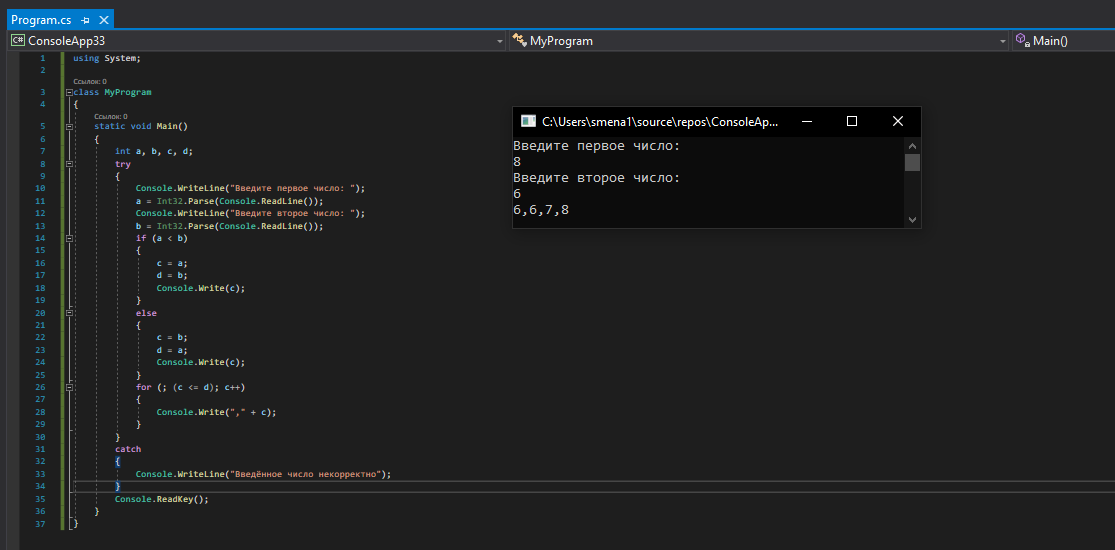 Program.cs
ConsoleApp33 MyProgram Main()
1 using System;
2
Ссылок: 0
3 class MyProgram
4 {
Ссылок: 0
5 static void Main()
6 {
7 int a, b, c, d;
8 try
9 {
10 Console.WriteLine("Введите первое число: ");
11 a = Int32.Parse(Console.ReadLine());
12 Console.WriteLine("Введите второе число: ");
13 b = Int32.Parse(Console.ReadLine());
14 if (a < b)
15 {
16 c = a;
17 d = b;
18 Console.Write(c);
19 }
20 else
21 {
22 c = b;
23 d = a;
24 Console.Write(c);
25 }
26 for (; (c <= d); c++)
27 {
28 Console.Write("," + c);
29 }
30 }
31 catch
32 {
33 Console.WriteLine("Введённое число некорректно");
34 }
35 Console.ReadKey();
36 }
37 }
C:\Users\smena1\source\repos\ConsoleAp...
Введите первое число:
8
Введите второе число:
6
6,6,7,8